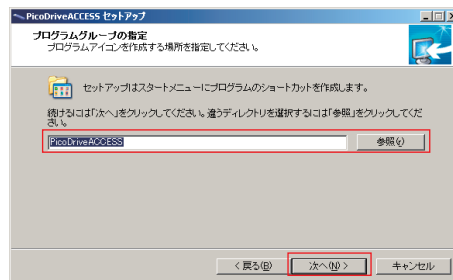 PicoDriveACCESS セットアップ
プログラムグループの指定
プログラムアイコンを作成する場所を指定してください。
セットアップはスタートメニューにプログラムのショートカットを作成します。
続けるには「次へ」をクリックしてください。違うディレクトリを選択するには「参照」をクリックしてくだ
さい。
PicoDriveACCESS
参照(r)
< 戻る(B)
次へ(N) >
キャンセル